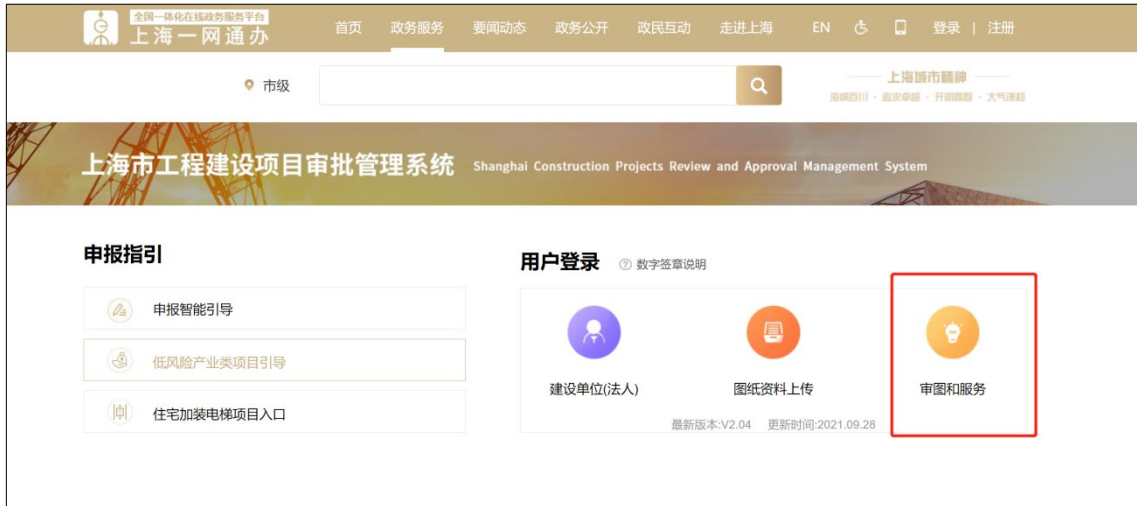 全国一体化在线政务服务平台
上海一网通办
首页 政务服务 要闻动态 政务公开 政民互动 走进上海 EN 登录 | 注册
市级
上海城市精神
海纳百川 · 追求卓越 · 开明睿智 · 大气谦和
上海市工程建设项目审批管理系统 Shanghai Construction Projects Review and Approval Management System
申报指引
用户登录 数字签章说明
申报智能引导
低风险产业类项目引导
住宅加装电梯项目入口
建设单位(法人) 图纸资料上传 审图和服务
最新版本:V2.04 更新时间:2021.09.28